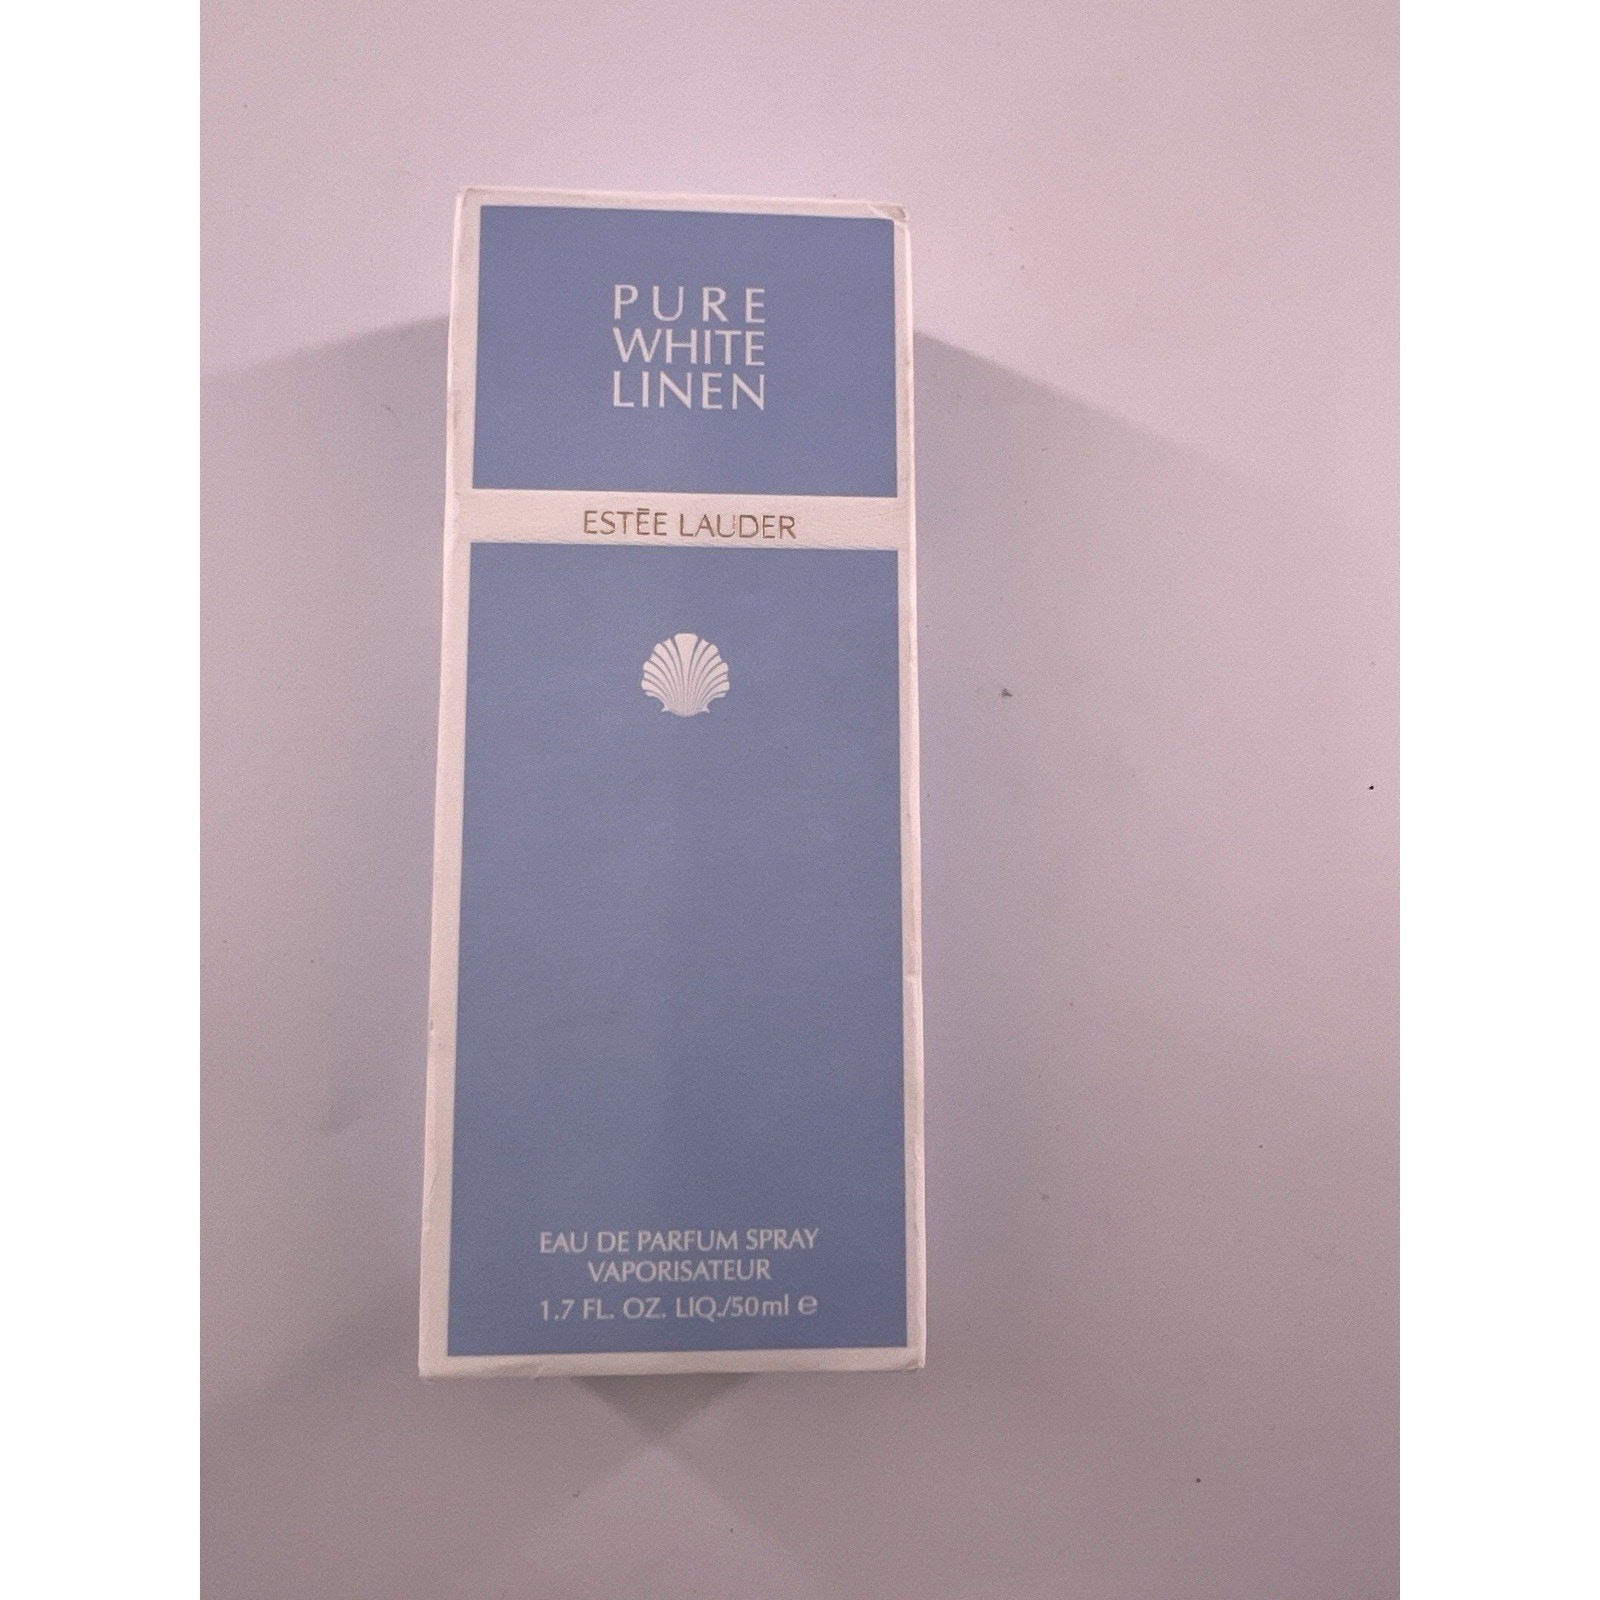 PURE
WHITE
LINEN
ESTĒE LAUDER
EAU DE PARFUM SPRAY
VAPORISATEUR
1.7 FL. OZ. LIQ./50ml ℮